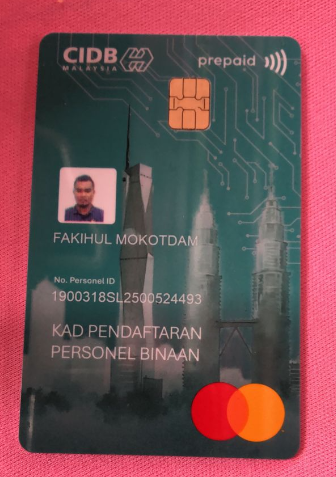 CIDB
MALAYSIA
prepaid
FAKIHUL MOKOTDAM
No. Personel ID
1900318SL2500524493
KAD PENDAFTARAN
PERSONEL BINAAN